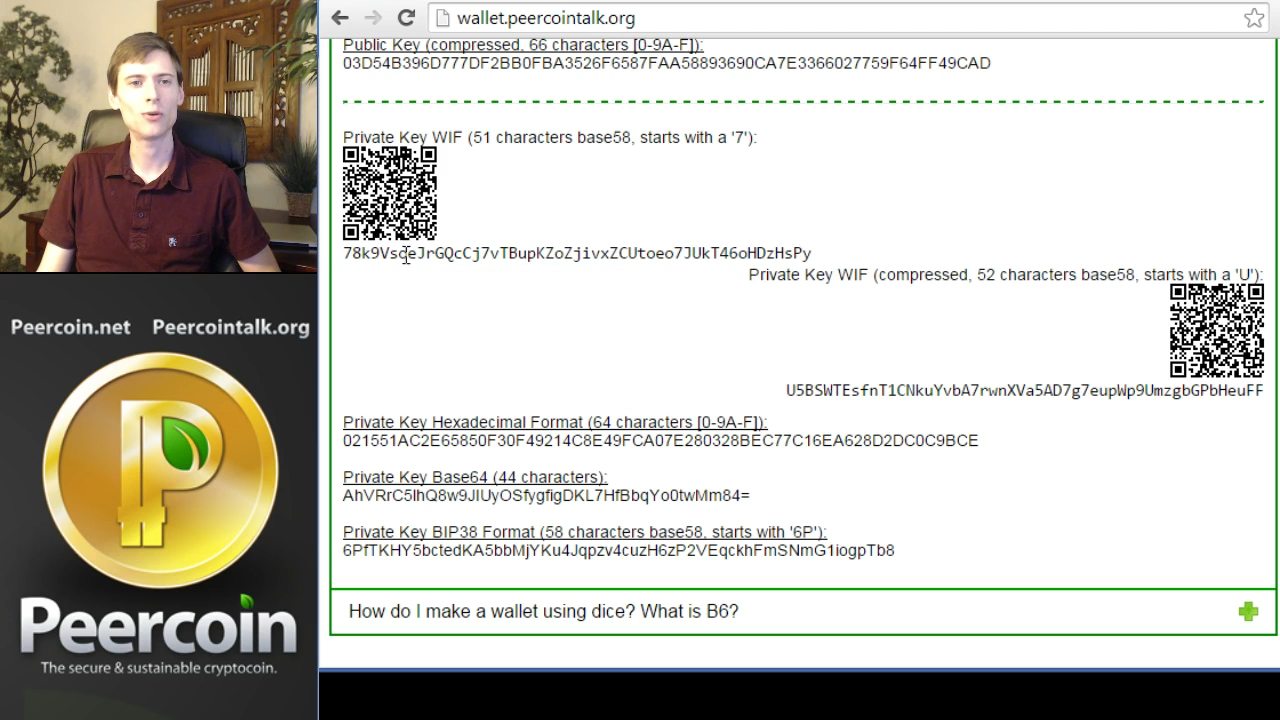 wallet.peercointalk.org
Public Key (compressed, 66 characters [0-9A-F]):
03D54B396D777DF2BB0FBA3526F6587FAA58893690CA7E3366027759F64FF49CAD
Private Key WIF (51 characters base58, starts with a '7'):
78k9VsdeJrGQcCj7vTBupKZoZjivxZCUtoeo7JUkT46oHDzHsPy
Private Key WIF (compressed, 52 characters base58, starts with a 'U'):
U5BSWTEsfnT1CNkuYvbA7rwnXVa5AD7g7eupWp9UmzgbGPbHeuFF
Private Key Hexadecimal Format (64 characters [0-9A-F]):
021551AC2E65850F30F49214C8E49FCA07E280328BEC77C16EA628D2DC0C9BCE
Private Key Base64 (44 characters):
AhVRrC5lhQ8w9JIUyOSfygfigDKL7HfBbqYo0twMm84=
Private Key BIP38 Format (58 characters base58, starts with '6P'):
6PfTKHY5bctedKA5bbMjYKu4Jqpzv4cuzH6zP2VEqckhFmSNmG1iogpTb8
How do I make a wallet using dice? What is B6?
Peercoin.net Peercointalk.org
Peercoin
The secure & sustainable cryptocoin.